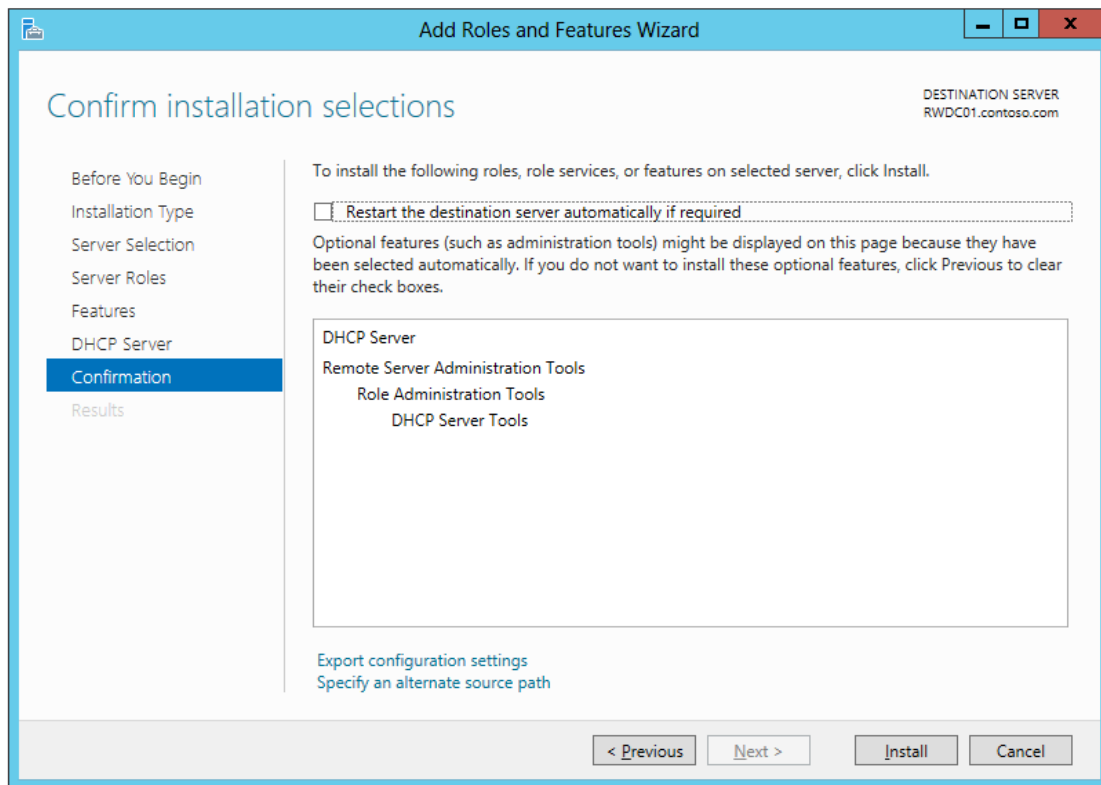 Add Roles and Features Wizard
Confirm installation selections
DESTINATION SERVER
RWDC01.contoso.com
Before You Begin
Installation Type
Server Selection
Server Roles
Features
DHCP Server
Confirmation
Results
To install the following roles, role services, or features on selected server, click Install.
Restart the destination server automatically if required
Optional features (such as administration tools) might be displayed on this page because they have
been selected automatically. If you do not want to install these optional features, click Previous to clear
their check boxes.
DHCP Server
Remote Server Administration Tools
Role Administration Tools
DHCP Server Tools
Export configuration settings
Specify an alternate source path
< Previous
Next >
Install
Cancel